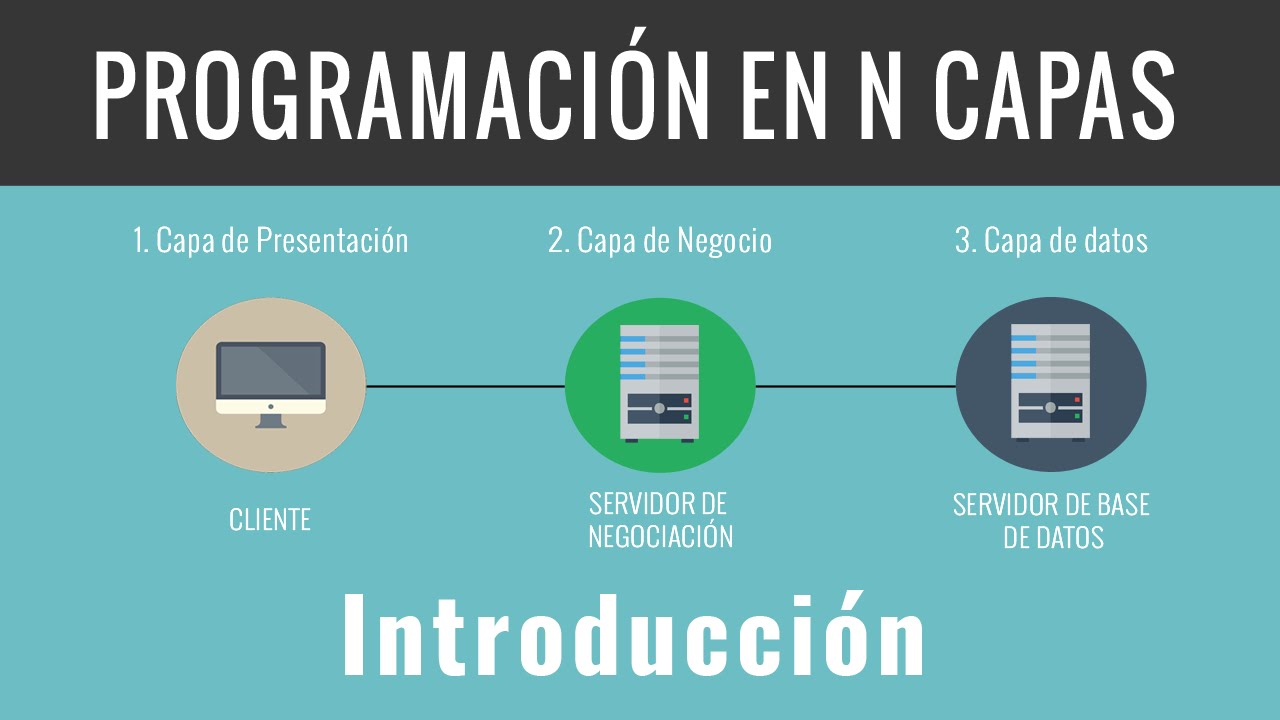 PROGRAMACIÓN EN N CAPAS
1. Capa de Presentación
2. Capa de Negocio
3. Capa de datos
CLIENTE
SERVIDOR DE
NEGOCIACIÓN
SERVIDOR DE BASE
DE DATOS
Introducción